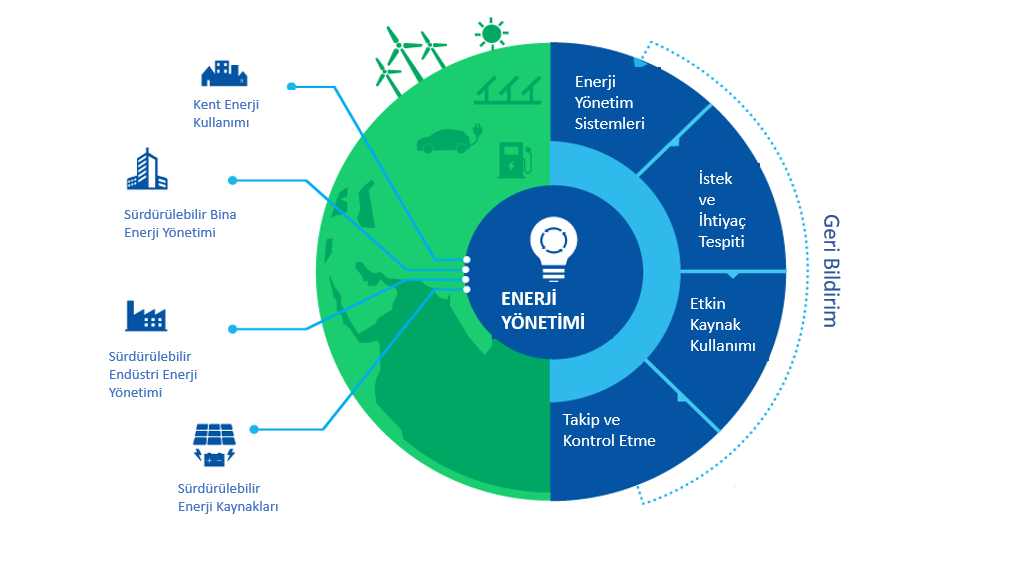 Kent Enerji
Kullanımı
Sürdürülebilir Bina
Enerji Yönetimi
Sürdürülebilir
Endüstri Enerji
Yönetimi
Sürdürülebilir
Enerji Kaynakları
ENERJİ
YÖNETİMİ
Enerji
Yönetim
Sistemleri
İstek
ve
İhtiyaç
Tespiti
Etkin
Kaynak
Kullanımı
Takip ve
Kontrol Etme
Geri Bildirim